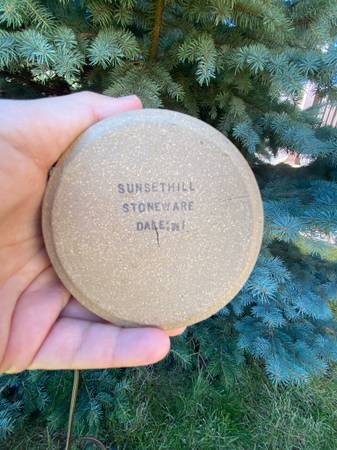 SUNSETHILL
STONEWARE
DALE, WI